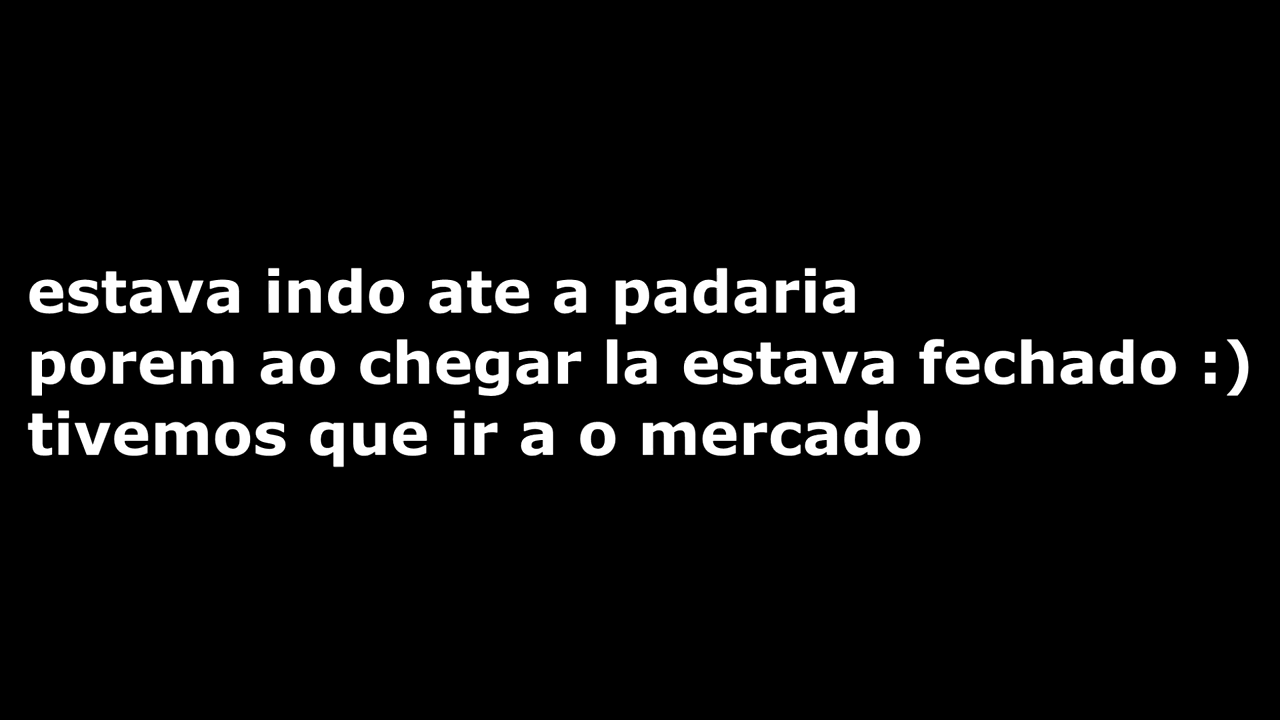 estava indo ate a padaria
porem ao chegar la estava fechado :)
tivemos que ir a o mercado